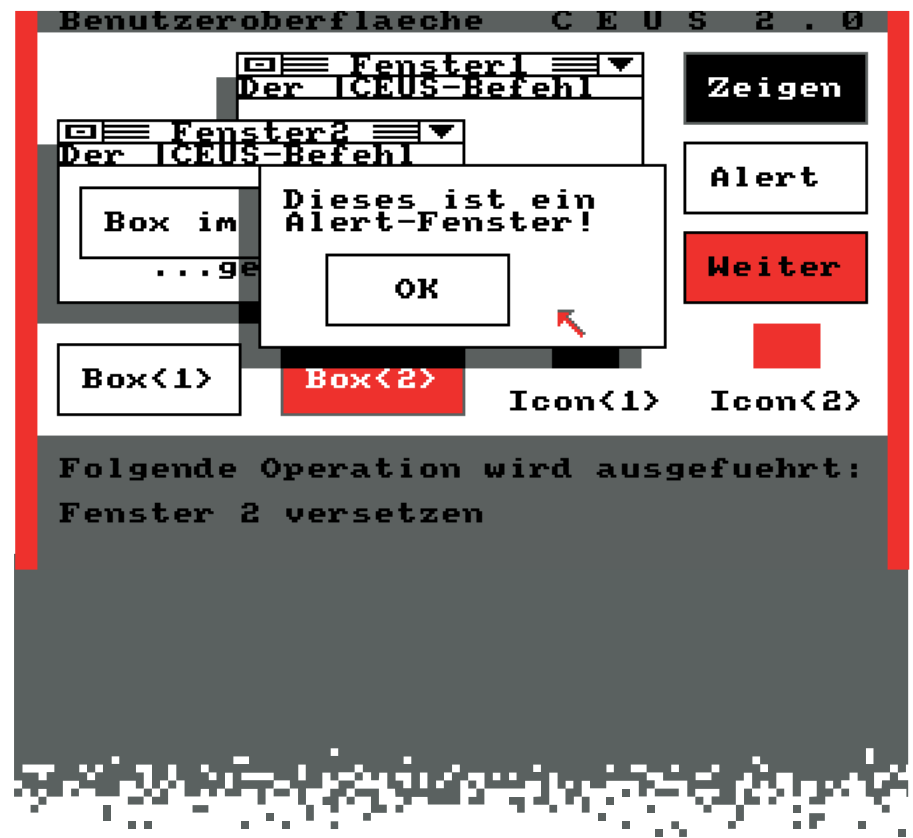 Benutzeroberflaeche C E U S 2 . 0
Fenster1
Der |CEUS-Befehl
Zeigen
Fenster2
Der |CEUS-Befehl
Alert
Dieses ist ein
Alert-Fenster!
Box im
...ge
Weiter
OK
Box<1>
Box<2>
Icon<1>
Icon<2>
Folgende Operation wird ausgefuehrt:
Fenster 2 versetzen